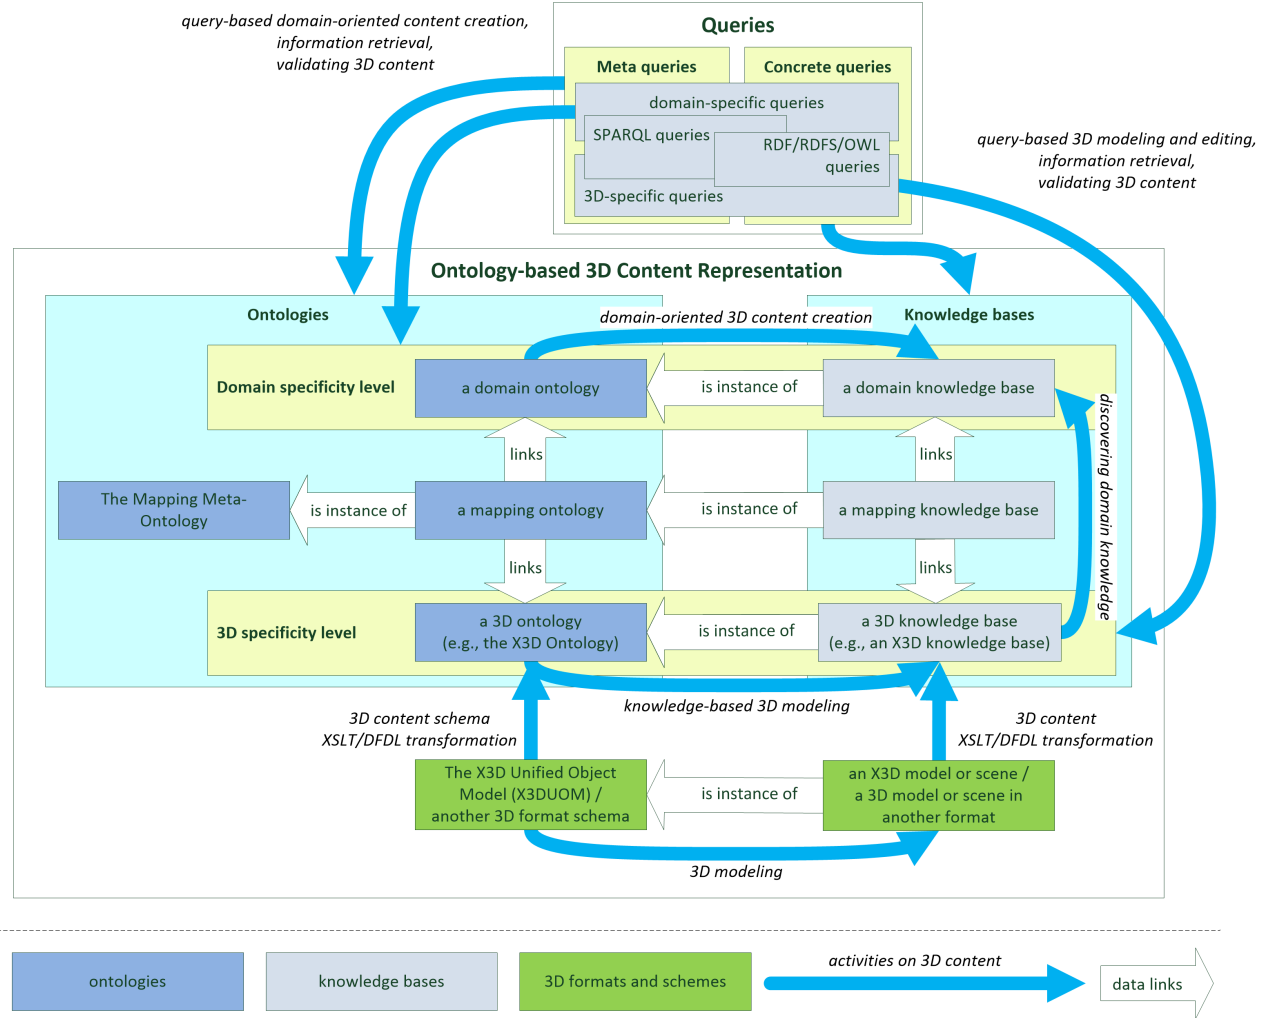 query-based domain-oriented content creation,
information retrieval,
validating 3D content
Queries
Meta queries
Concrete queries
domain-specific queries
SPARQL queries
RDF/RDFS/OWL
queries
3D-specific queries
query-based 3D modeling and editing,
information retrieval,
validating 3D content
Ontology-based 3D Content Representation
Ontologies
Knowledge bases
domain-oriented 3D content creation
Domain specificity level
a domain ontology
is instance of
a domain knowledge base
discovering domain knowledge
links
links
The Mapping Meta-
Ontology
is instance of
a mapping ontology
is instance of
a mapping knowledge base
links
links
3D specificity level
a 3D ontology
(e.g., the X3D Ontology)
is instance of
a 3D knowledge base
(e.g., an X3D knowledge base)
knowledge-based 3D modeling
3D content schema
XSLT/DFDL transformation
3D content
XSLT/DFDL transformation
The X3D Unified Object
Model (X3DUOM) /
another 3D format schema
is instance of
an X3D model or scene /
a 3D model or scene in
another format
3D modeling
ontologies
knowledge bases
3D formats and schemes
activities on 3D content
data links